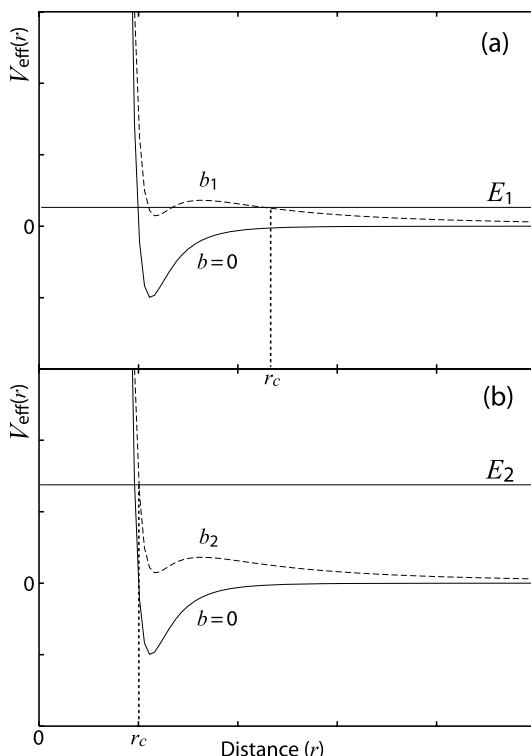 V_eff(r)
(a)
b_1
E_1
0
b=0
r_c
V_eff(r)
(b)
E_2
b_2
0
b=0
0
r_c
Distance (r)